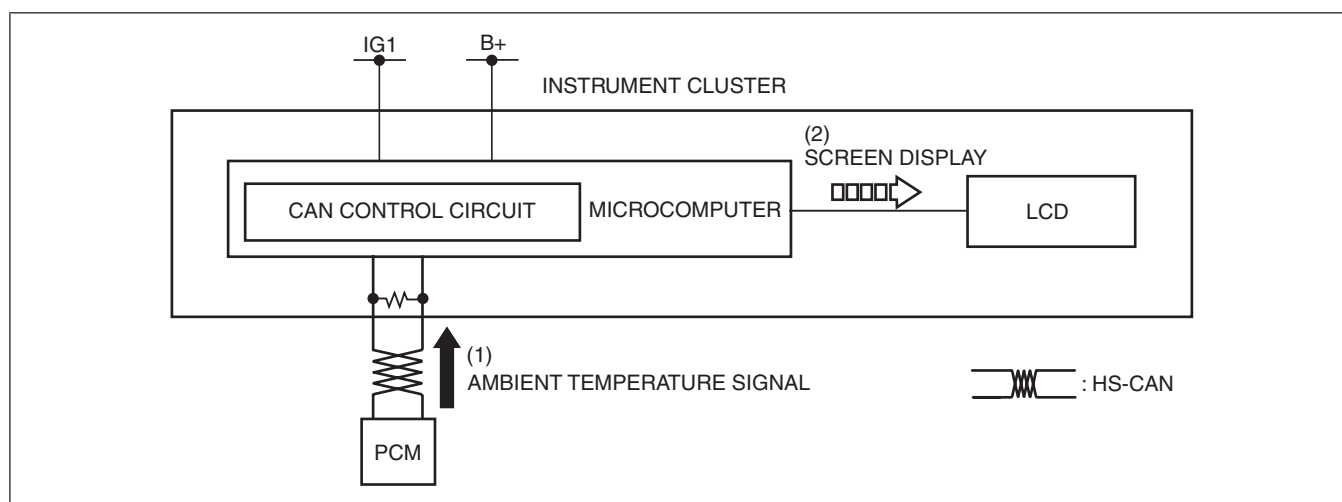 IG1
B+
INSTRUMENT CLUSTER
(2)
SCREEN DISPLAY
CAN CONTROL CIRCUIT
MICROCOMPUTER
LCD
(1)
AMBIENT TEMPERATURE SIGNAL
: HS-CAN
PCM